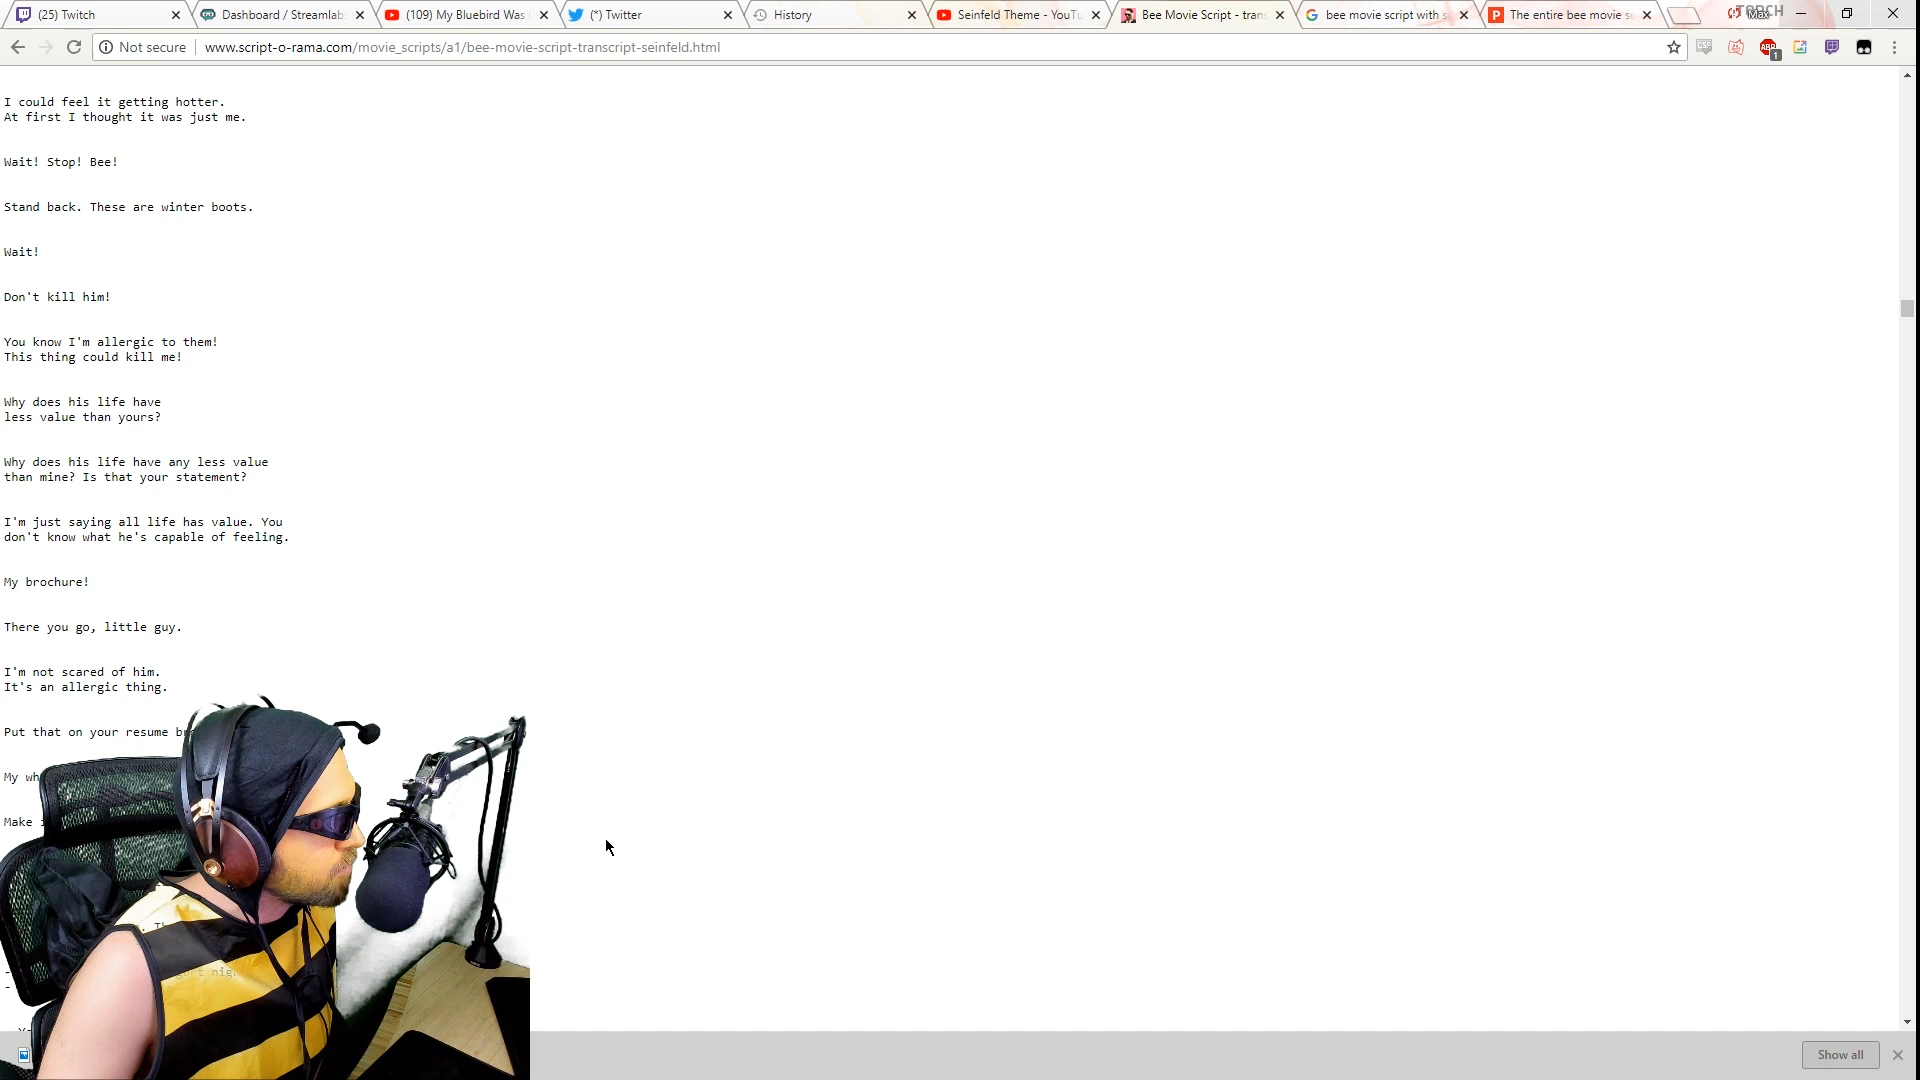 (25) Twitch
Dashboard / Streamlabs
(109) My Bluebird Was
(*) Twitter
History
Seinfeld Theme - YouTu
Bee Movie Script - tran
bee movie script with s
The entire bee movie s
TORCH
Not secure
www.script-o-rama.com/movie_scripts/a1/bee-movie-script-transcript-seinfeld.html
ABP
1
I could feel it getting hotter.
At first I thought it was just me.
Wait! Stop! Bee!
Stand back. These are winter boots.
Wait!
Don't kill him!
You know I'm allergic to them!
This thing could kill me!
Why does his life have
less value than yours?
Why does his life have any less value
than mine? Is that your statement?
I'm just saying all life has value. You
don't know what he's capable of feeling.
My brochure!
There you go, little guy.
I'm not scared of him.
It's an allergic thing.
Put that on your resume
My
Make
-
-
Show all